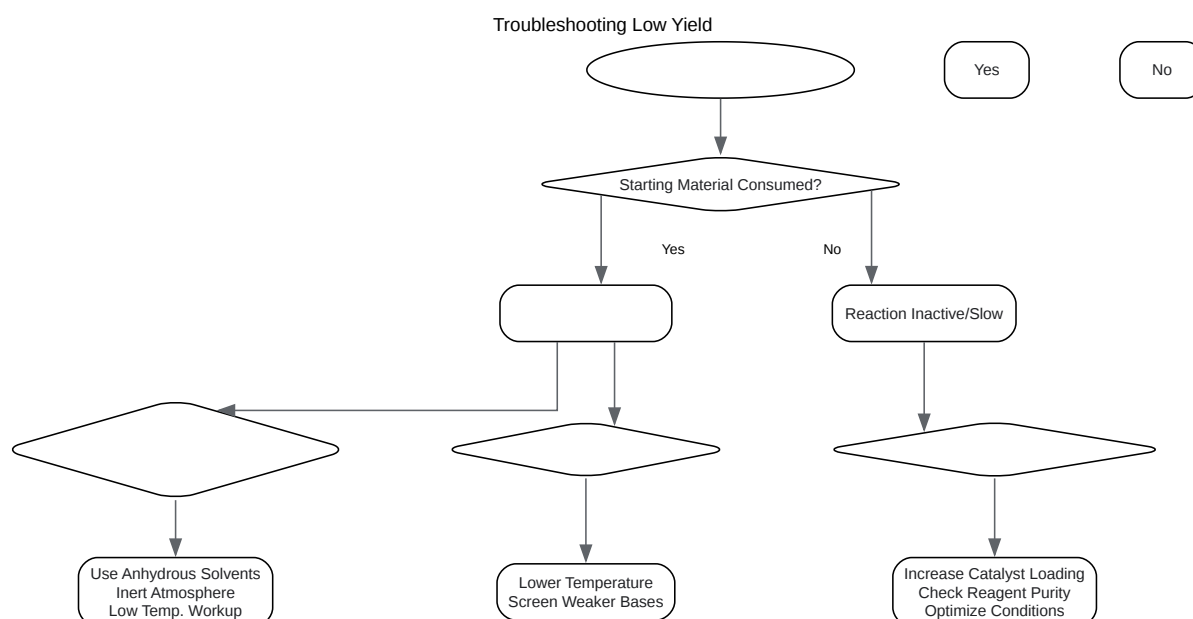 Troubleshooting Low Yield
Yes
No
Starting Material Consumed?
Yes
No
Reaction Inactive/Slow
Use Anhydrous Solvents
Inert Atmosphere
Low Temp. Workup
Lower Temperature
Screen Weaker Bases
Increase Catalyst Loading
Check Reagent Purity
Optimize Conditions